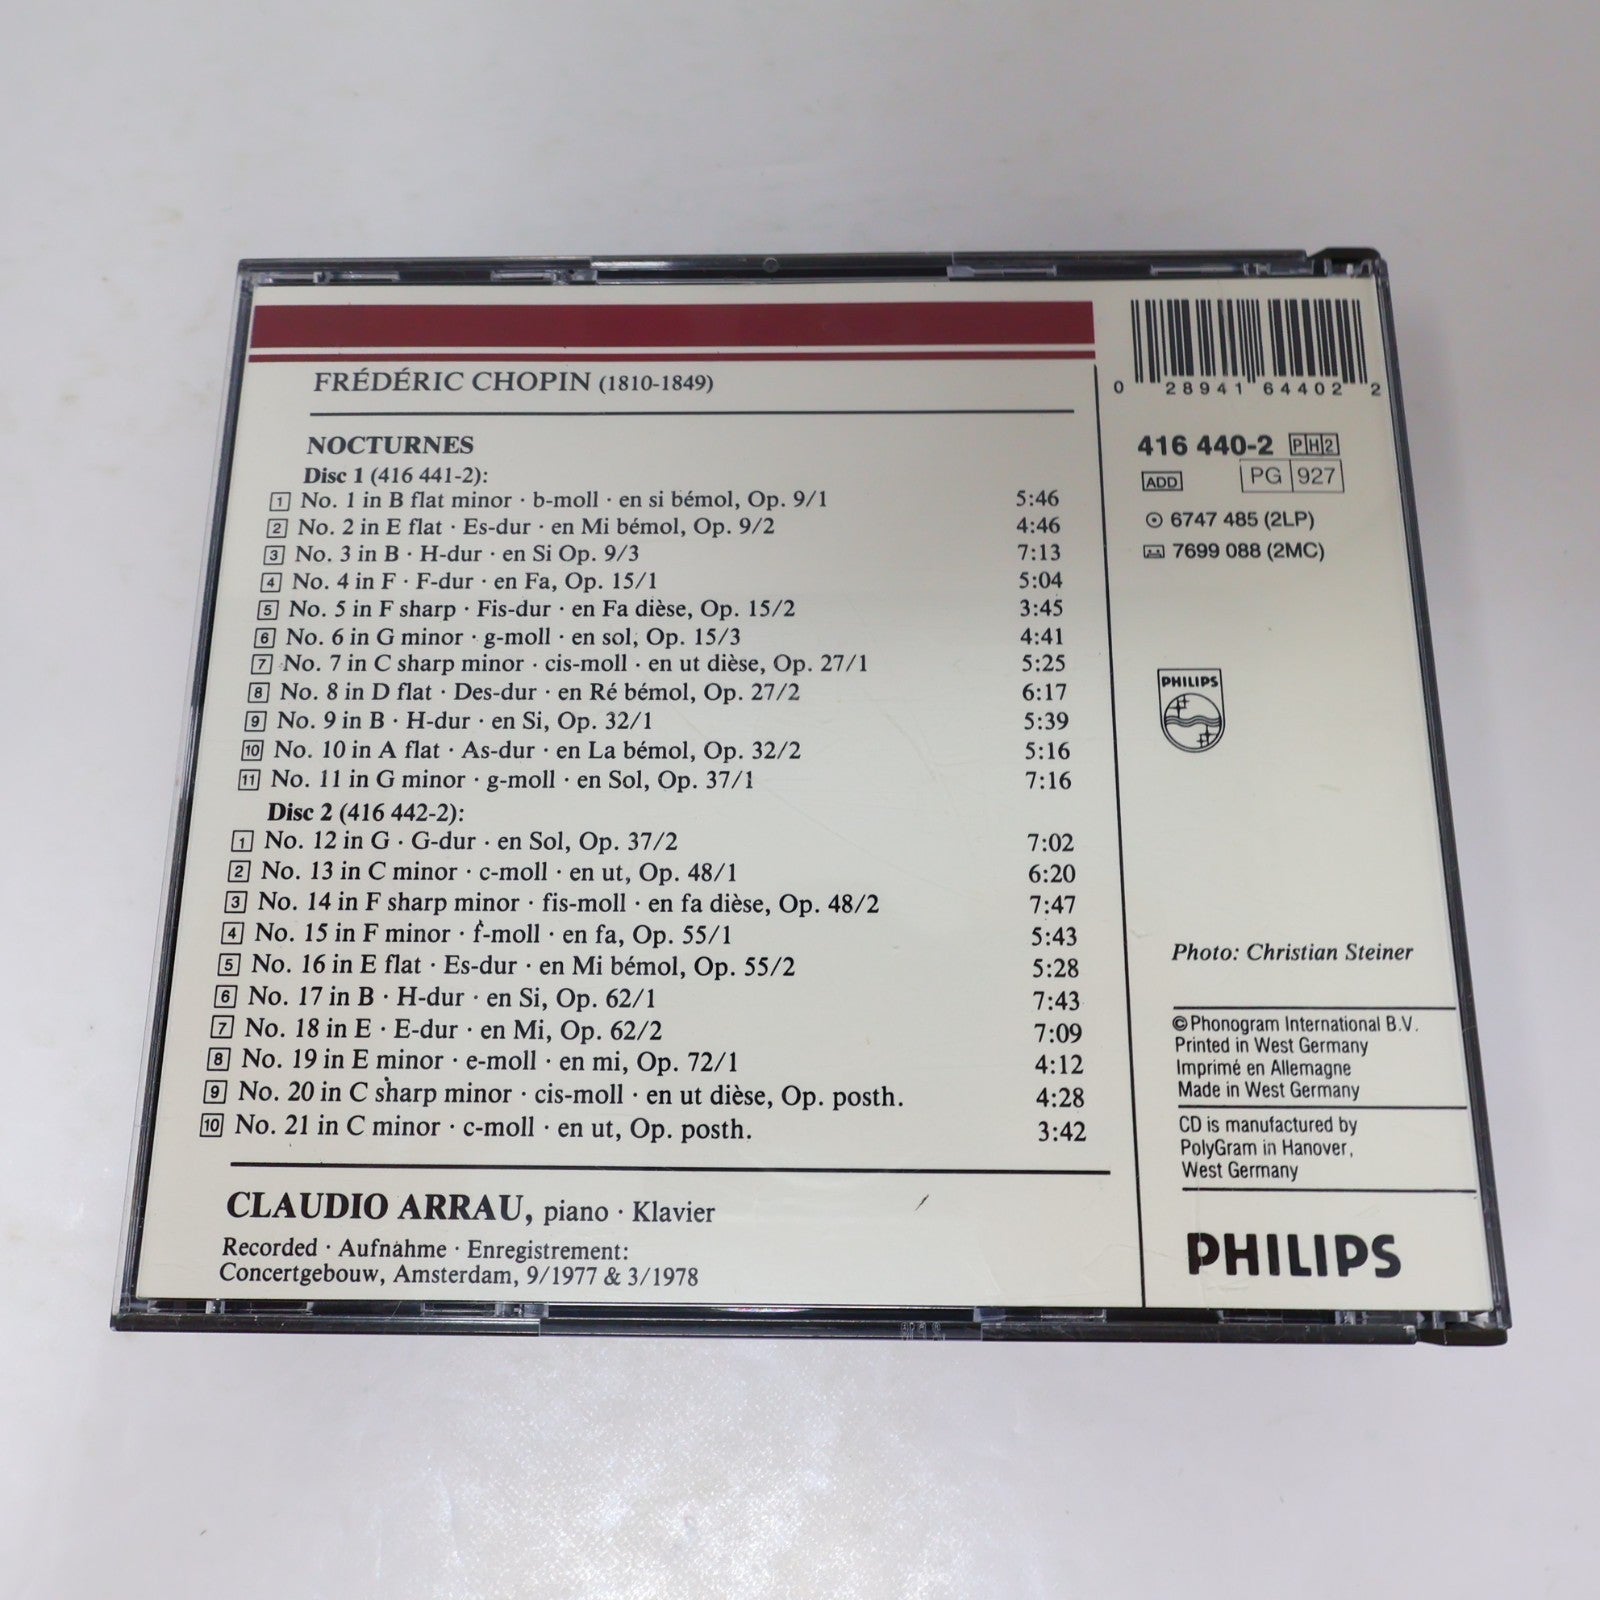 FRÉDÉRIC CHOPIN (1810-1849)
NOCTURNES
Disc 1 (416 441-2):
1 No. 1 in B flat minor · b-moll · en si bémol, Op. 9/1 5:46
2 No. 2 in E flat · Es-dur · en Mi bémol, Op. 9/2 4:46
3 No. 3 in B · H-dur · en Si Op. 9/3 7:13
4 No. 4 in F · F-dur · en Fa, Op. 15/1 5:04
5 No. 5 in F sharp · Fis-dur · en Fa dièse, Op. 15/2 3:45
6 No. 6 in G minor · g-moll · en sol, Op. 15/3 4:41
7 No. 7 in C sharp minor · cis-moll · en ut dièse, Op. 27/1 5:25
8 No. 8 in D flat · Des-dur · en Ré bémol, Op. 27/2 6:17
9 No. 9 in B · H-dur · en Si, Op. 32/1 5:39
10 No. 10 in A flat · As-dur · en La bémol, Op. 32/2 5:16
11 No. 11 in G minor · g-moll · en Sol, Op. 37/1 7:16
Disc 2 (416 442-2):
1 No. 12 in G · G-dur · en Sol, Op. 37/2 7:02
2 No. 13 in C minor · c-moll · en ut, Op. 48/1 6:20
3 No. 14 in F sharp minor · fis-moll · en fa dièse, Op. 48/2 7:47
4 No. 15 in F minor · f-moll · en fa, Op. 55/1 5:43
5 No. 16 in E flat · Es-dur · en Mi bémol, Op. 55/2 5:28
6 No. 17 in B · H-dur · en Si, Op. 62/1 7:43
7 No. 18 in E · E-dur · en Mi, Op. 62/2 7:09
8 No. 19 in E minor · e-moll · en mi, Op. 72/1 4:12
9 No. 20 in C sharp minor · cis-moll · en ut dièse, Op. posth. 4:28
10 No. 21 in C minor · c-moll · en ut, Op. posth. 3:42
CLAUDIO ARRAU, piano · Klavier
Recorded · Aufnahme · Enregistrement:
Concertgebouw, Amsterdam, 9/1977 & 3/1978
0 28941 64402 2
416 440-2 PH2
ADD PG 927
6747 485 (2LP)
7699 088 (2MC)
PHILIPS
Photo: Christian Steiner
© Phonogram International B.V.
Printed in West Germany
Imprimé en Allemagne
Made in West Germany
CD is manufactured by
PolyGram in Hanover,
West Germany
PHILIPS